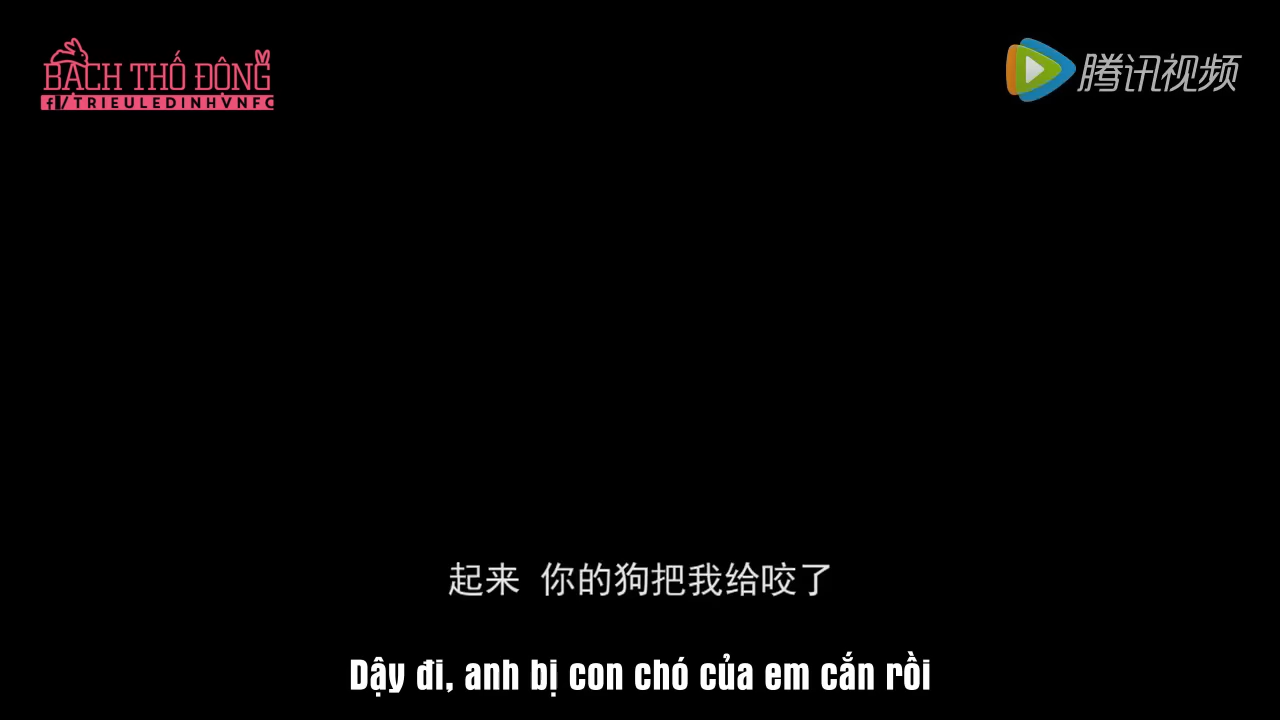 BẠCH THỐ ĐỘNG
f/TRIEULEDINHVNFC
腾讯视频
起来 你的狗把我给咬了
Dậy đi, anh bị con chó của em cắn rồi